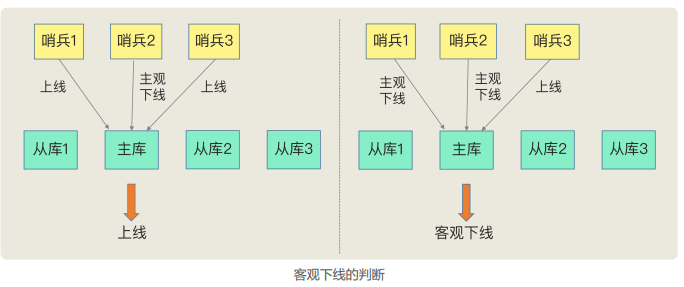 哨兵1 哨兵2 哨兵3
上线 主观下线 上线
从库1 主库 从库2 从库3
上线
哨兵1 哨兵2 哨兵3
主观下线 主观下线 上线
从库1 主库 从库2 从库3
客观下线
客观下线的判断